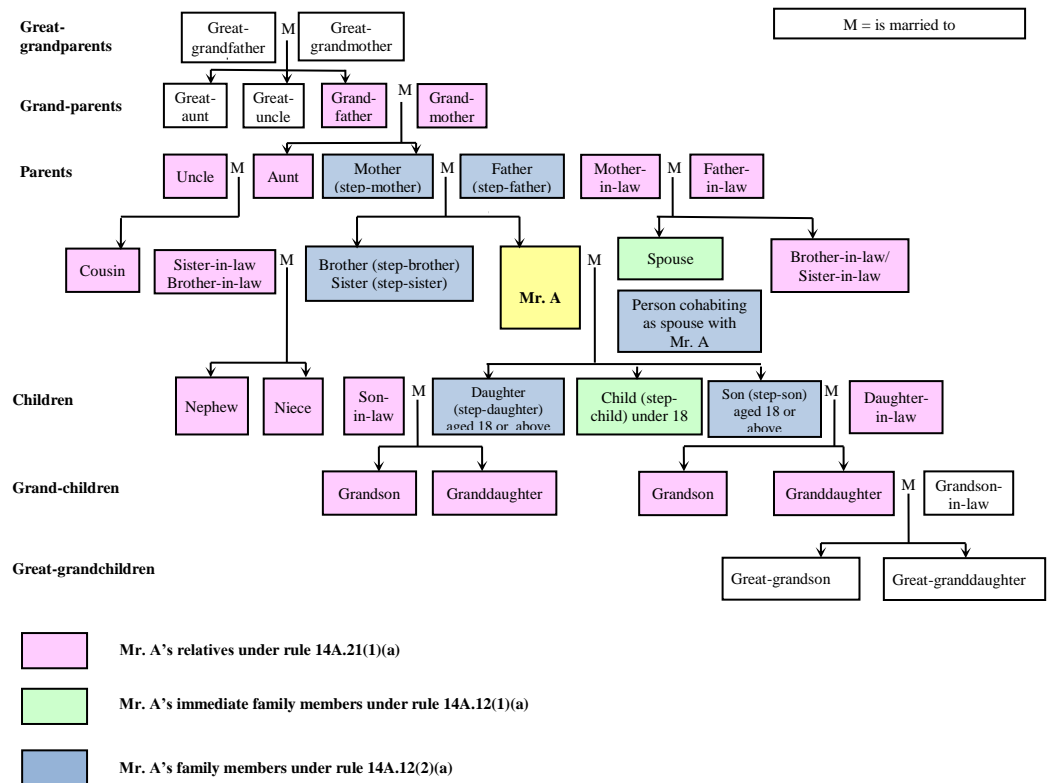 Great-
grandparents
Great-
grandfather
M
Great-
grandmother
M = is married to
Grand-parents
Great-
aunt
Great-
uncle
Grand-
father
M
Grand-
mother
Parents
Uncle
M
Aunt
Mother
(step-mother)
M
Father
(step-father)
Mother-
in-law
M
Father-
in-law
Cousin
Sister-in-law
Brother-in-law
M
Brother (step-brother)
Sister (step-sister)
Mr. A
M
Spouse
Brother-in-law/
Sister-in-law
Person cohabiting
as spouse with
Mr. A
Children
Nephew
Niece
Son-
in-law
M
Daughter
(step-daughter)
aged 18 or above
Child (step-
child) under 18
Son (step-son)
aged 18 or
above
M
Daughter-
in-law
Grand-children
Grandson
Granddaughter
Grandson
Granddaughter
M
Grandson-
in-law
Great-grandchildren
Great-grandson
Great-granddaughter
Mr. A's relatives under rule 14A.21(1)(a)
Mr. A's immediate family members under rule 14A.12(1)(a)
Mr. A's family members under rule 14A.12(2)(a)